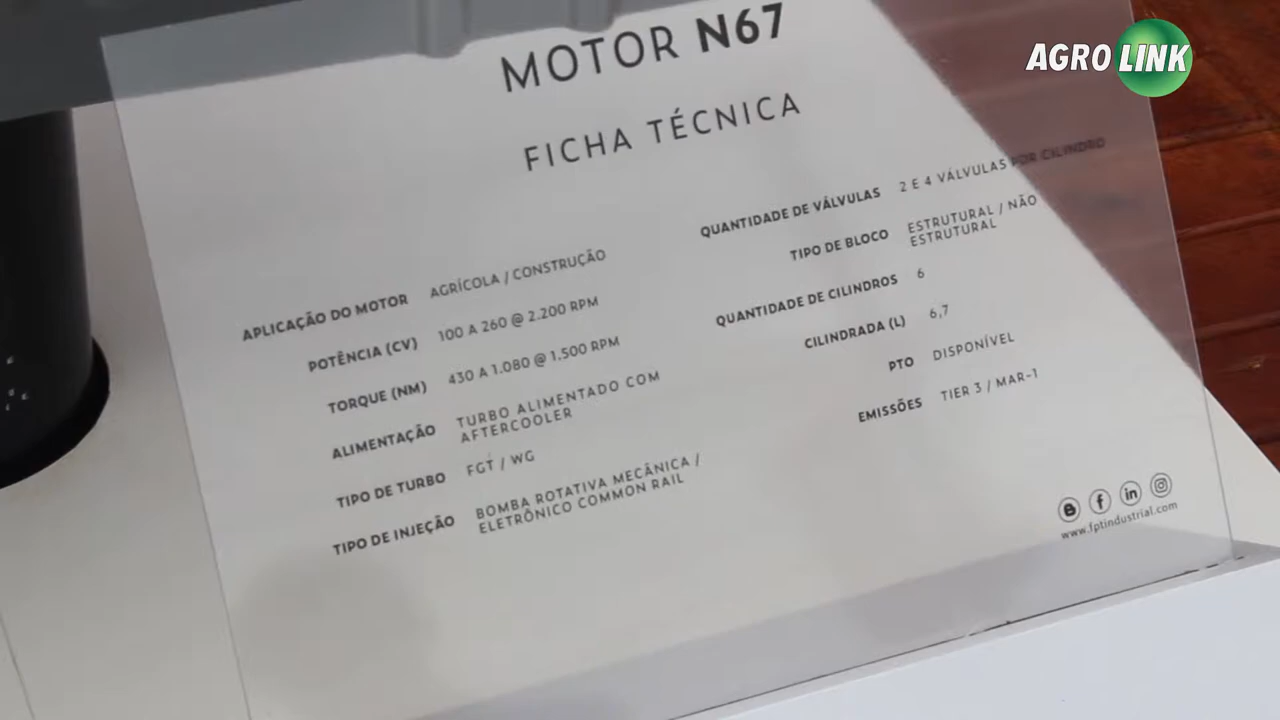 AGRO LINK
MOTOR N67
FICHA TÉCNICA
APLICAÇÃO DO MOTOR AGRÍCOLA / CONSTRUÇÃO
POTÊNCIA (CV) 100 A 260 @ 2.200 RPM
TORQUE (NM) 430 A 1.080 @ 1.500 RPM
ALIMENTAÇÃO TURBO ALIMENTADO COM
AFTERCOOLER
TIPO DE TURBO FGT / WG
TIPO DE INJEÇÃO BOMBA ROTATIVA MECÂNICA /
ELETRÔNICO COMMON RAIL
QUANTIDADE DE VÁLVULAS 2 E 4 VÁLVULAS POR CILINDRO
TIPO DE BLOCO ESTRUTURAL / NÃO
ESTRUTURAL
QUANTIDADE DE CILINDROS 6
CILINDRADA (L) 6,7
PTO DISPONÍVEL
EMISSÕES TIER 3 / MAR-1
www.fptindustrial.com